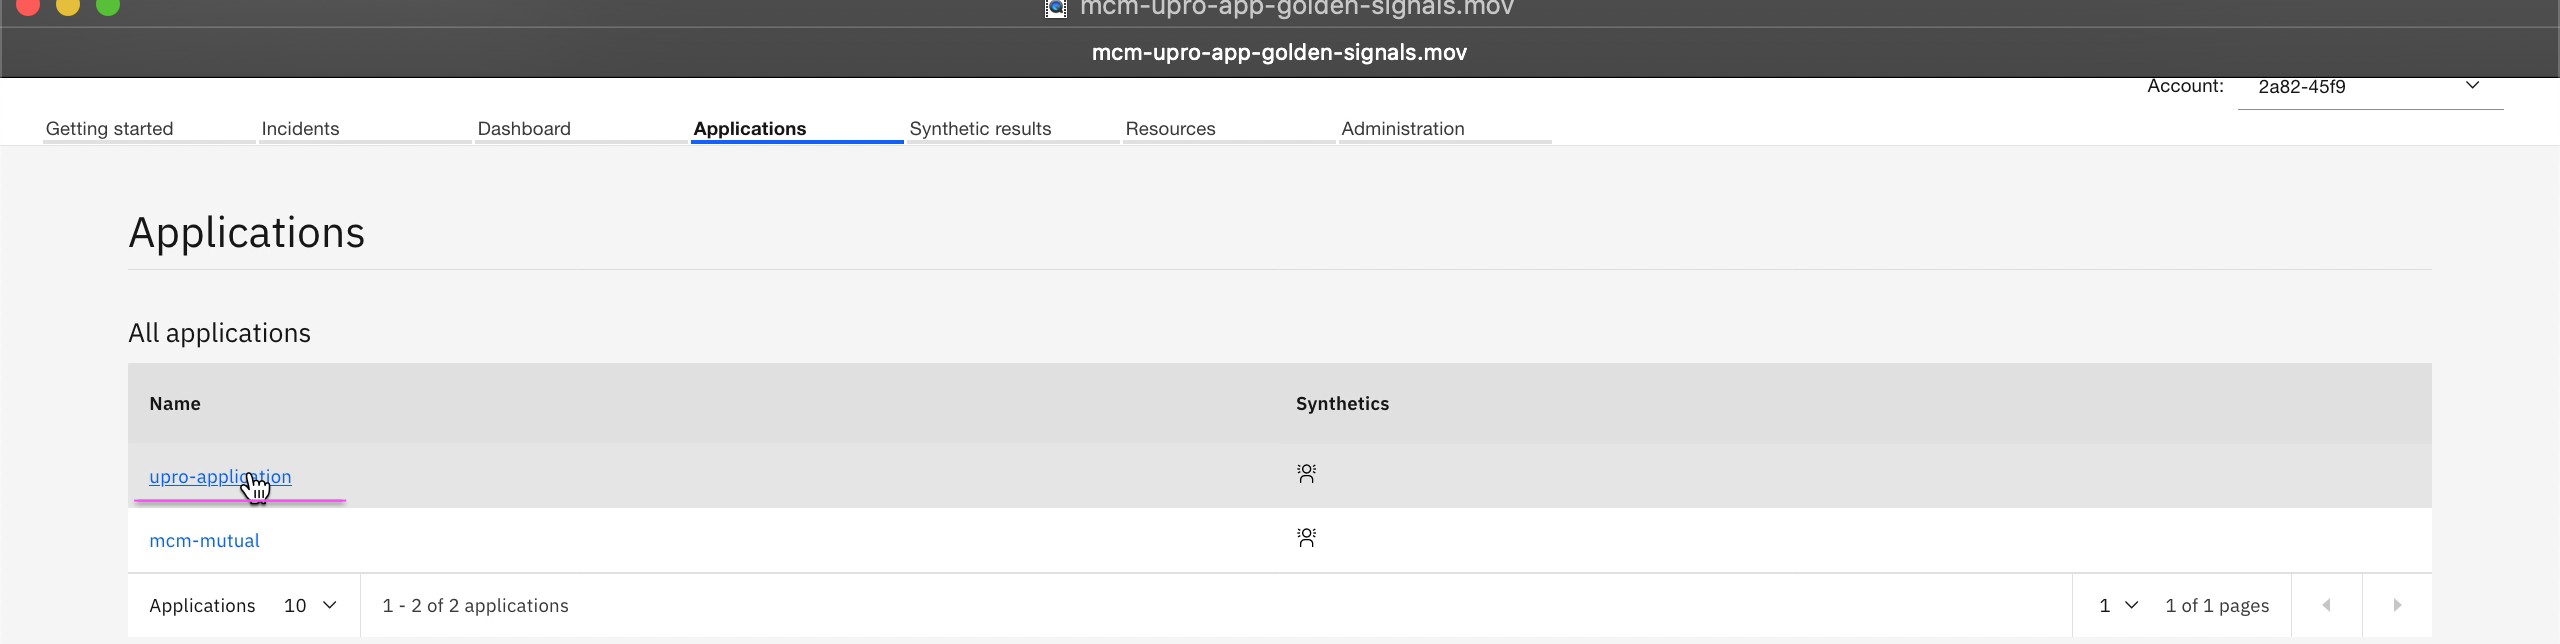 mcm-upro-app-golden-signals.mov
mcm-upro-app-golden-signals.mov
Account: 2a82-45f9
Getting started Incidents Dashboard Applications Synthetic results Resources Administration
Applications
All applications
Name Synthetics
upro-application
mcm-mutual
Applications 10 1 - 2 of 2 applications 1 1 of 1 pages